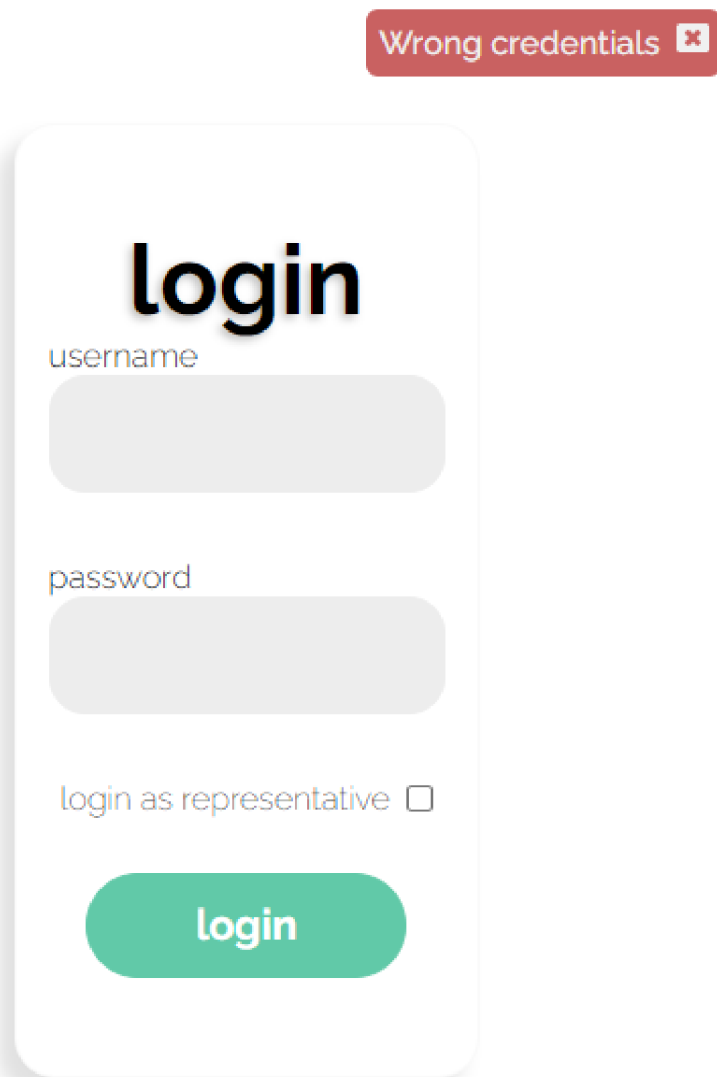 Wrong credentials
login
username
password
login as representative
login